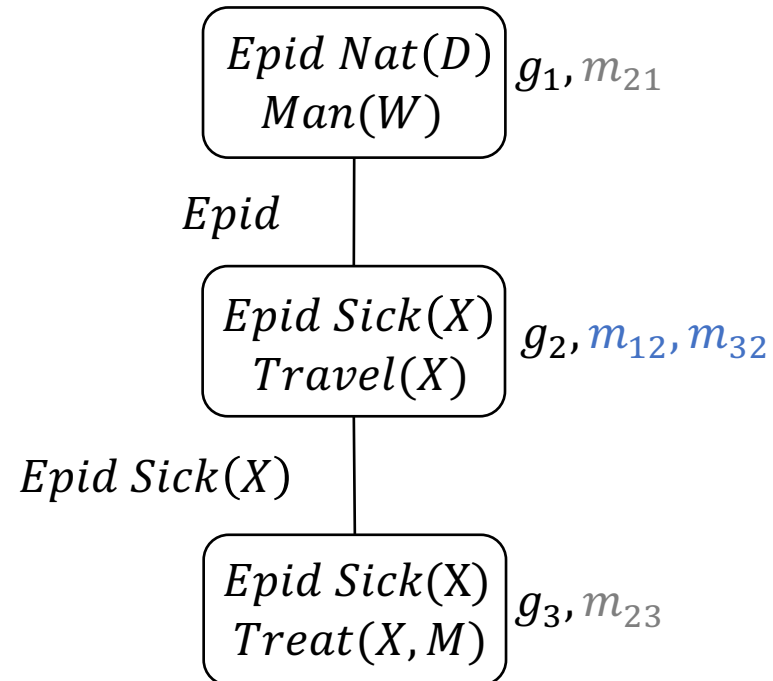 Epid Nat(D)
Man(W)
g₁, m₂₁
Epid
Epid Sick(X)
Travel(X)
g₂, m₁₂, m₃₂
Epid Sick(X)
Epid Sick(X)
Treat(X, M)
g₃, m₂₃